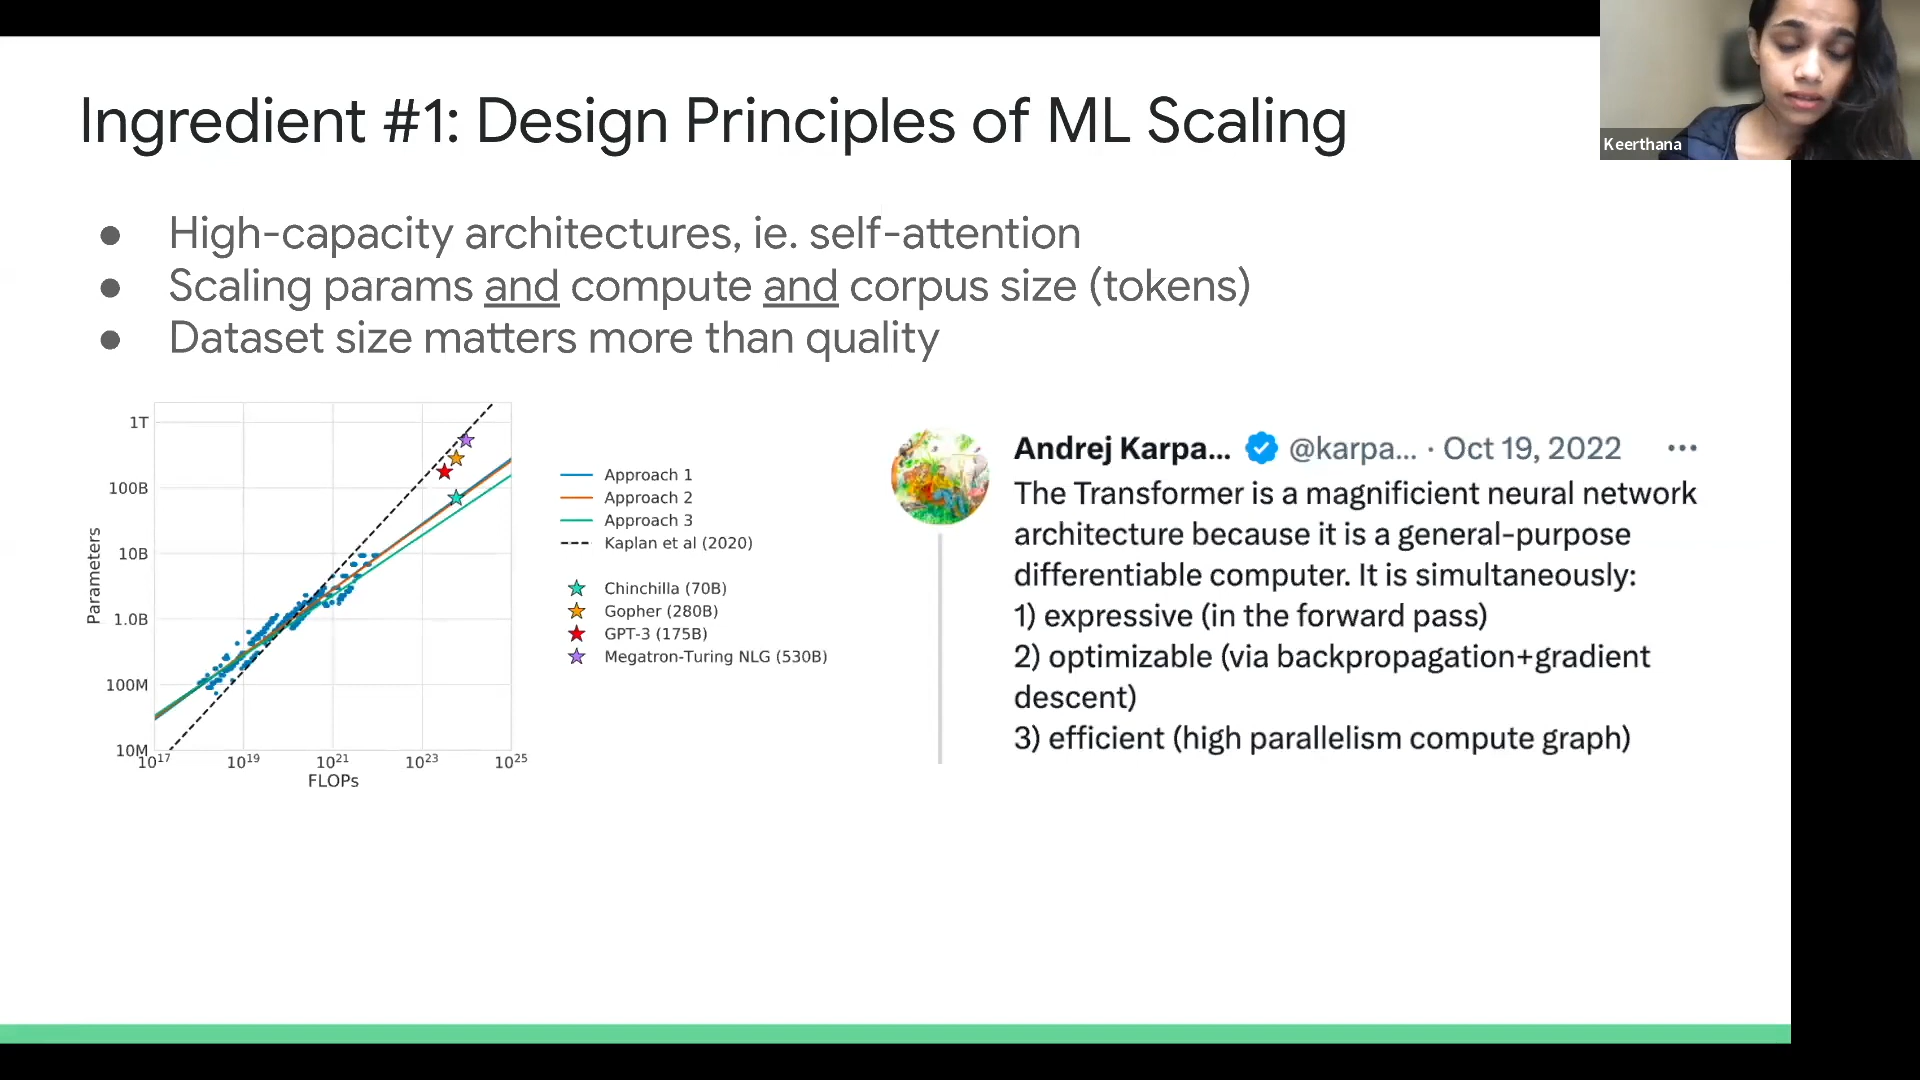 Ingredient #1: Design Principles of ML Scaling
Keerthana
● High-capacity architectures, ie. self-attention
● Scaling params and compute and corpus size (tokens)
● Dataset size matters more than quality
1T
100B
10B
1.0B
100M
10M
Parameters
10^17 10^19 10^21 10^23 10^25
FLOPs
Approach 1
Approach 2
Approach 3
Kaplan et al (2020)
Chinchilla (70B)
Gopher (280B)
GPT-3 (175B)
Megatron-Turing NLG (530B)
Andrej Karpa... @karpa... · Oct 19, 2022 ...
The Transformer is a magnificient neural network
architecture because it is a general-purpose
differentiable computer. It is simultaneously:
1) expressive (in the forward pass)
2) optimizable (via backpropagation+gradient
descent)
3) efficient (high parallelism compute graph)